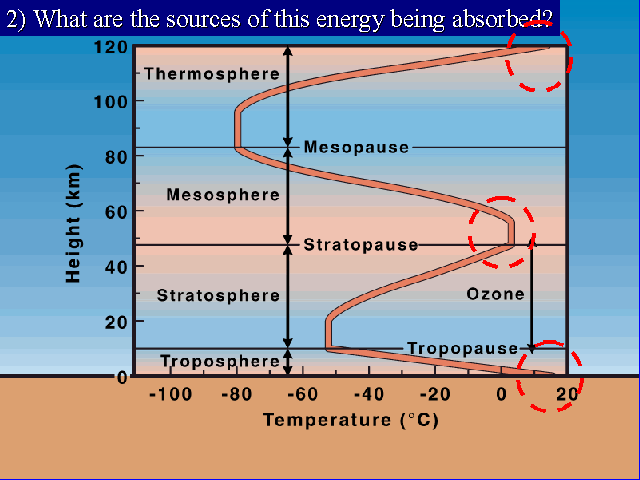 2) What are the sources of this energy being absorbed?
120
Thermosphere
100
Mesopause
80
Mesosphere
60
Stratopause
40
Ozone
Stratosphere
20
Tropopause
Troposphere
0
Height (km)
-100 -80 -60 -40 -20 0 20
Temperature (°C)